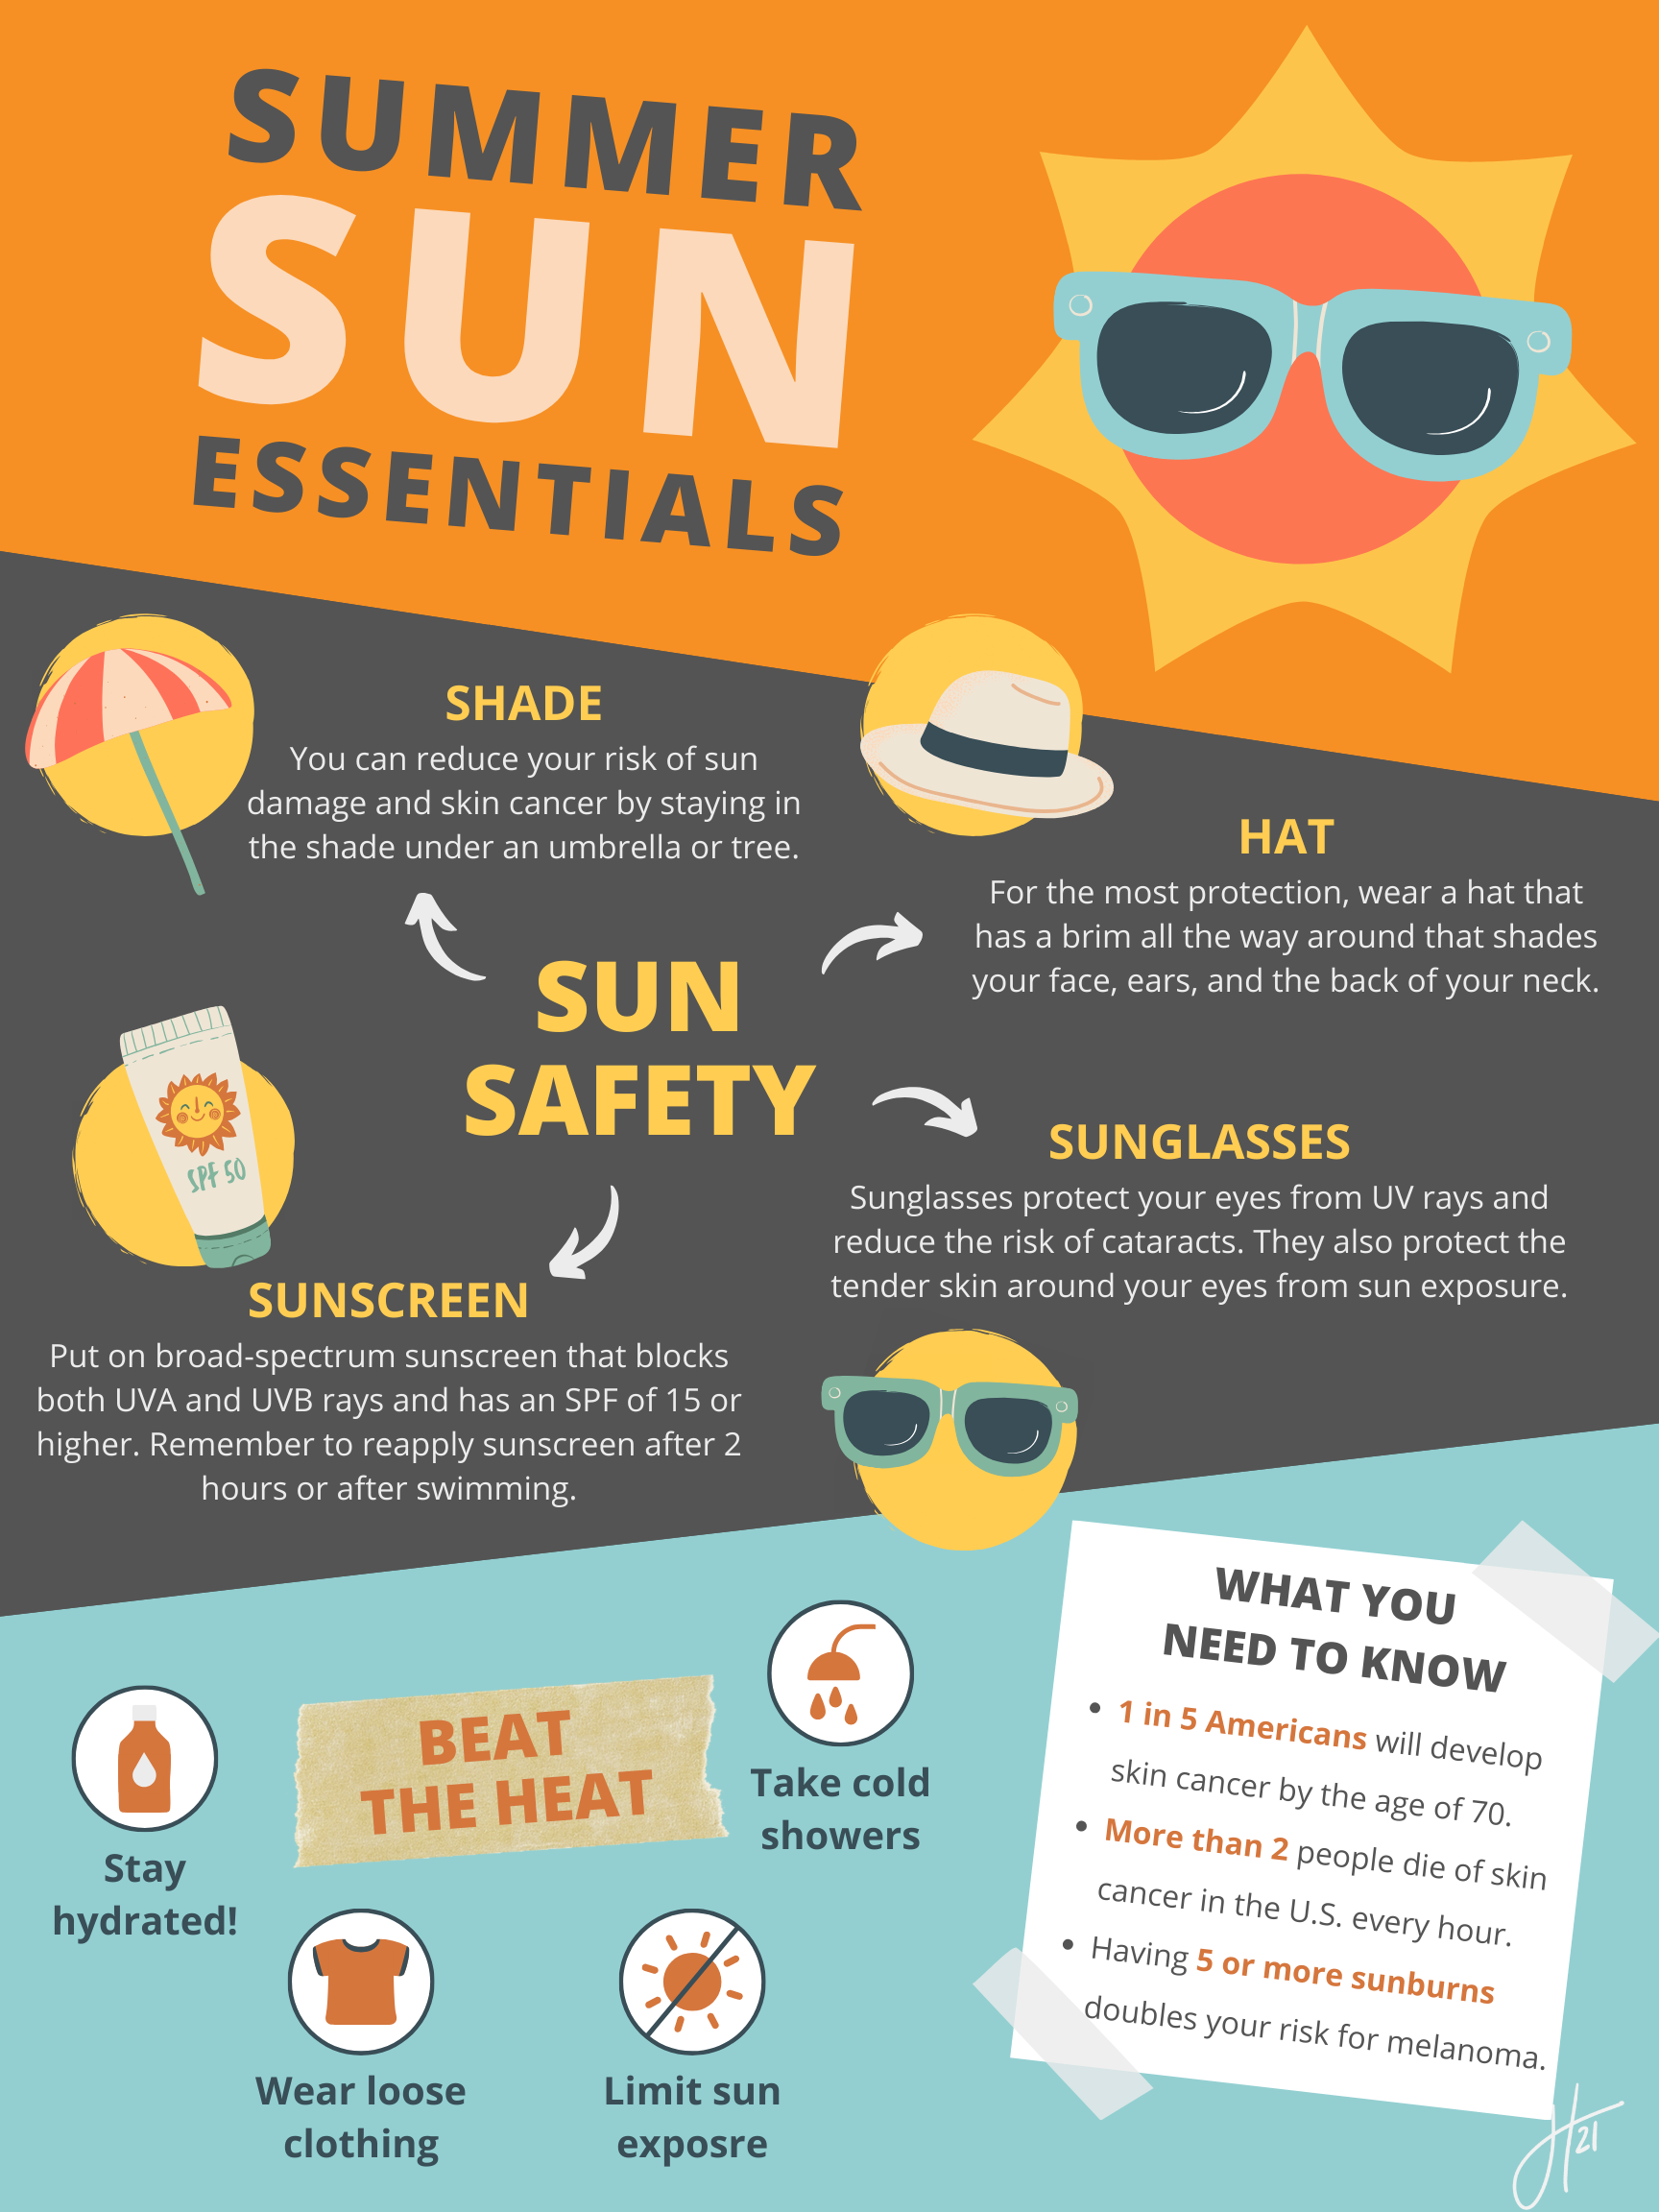 SUMMER
SUN
ESSENTIALS
SHADE
You can reduce your risk of sun
damage and skin cancer by staying in
the shade under an umbrella or tree.
HAT
For the most protection, wear a hat that
has a brim all the way around that shades
your face, ears, and the back of your neck.
SUN
SAFETY
SPF 50
SUNGLASSES
Sunglasses protect your eyes from UV rays and
reduce the risk of cataracts. They also protect the
tender skin around your eyes from sun exposure.
SUNSCREEN
Put on broad-spectrum sunscreen that blocks
both UVA and UVB rays and has an SPF of 15 or
higher. Remember to reapply sunscreen after 2
hours or after swimming.
BEAT
THE HEAT
Stay
hydrated!
Take cold
showers
Wear loose
clothing
Limit sun
exposre
WHAT YOU
NEED TO KNOW
• 1 in 5 Americans will develop
skin cancer by the age of 70.
• More than 2 people die of skin
cancer in the U.S. every hour.
• Having 5 or more sunburns
doubles your risk for melanoma.
21